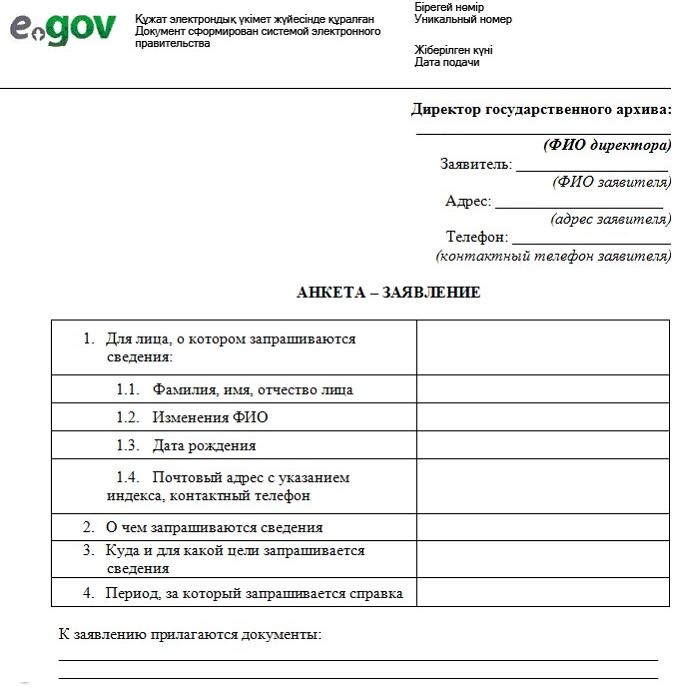 e.gov
Құжат электрондық үкімет жүйесінде құралған
Документ сформирован системой электронного
правительства
Бірегей нөмір
Уникальный номер
Жіберілген күні
Дата подачи
Директор государственного архива:
(ФИО директора)
Заявитель:
(ФИО заявителя)
Адрес:
(адрес заявителя)
Телефон:
(контактный телефон заявителя)
АНКЕТА – ЗАЯВЛЕНИЕ
1. Для лица, о котором запрашиваются
сведения:
1.1. Фамилия, имя, отчество лица
1.2. Изменения ФИО
1.3. Дата рождения
1.4. Почтовый адрес с указанием
индекса, контактный телефон
2. О чем запрашиваются сведения
3. Куда и для какой цели запрашивается
сведения
4. Период, за который запрашивается справка
К заявлению прилагаются документы: